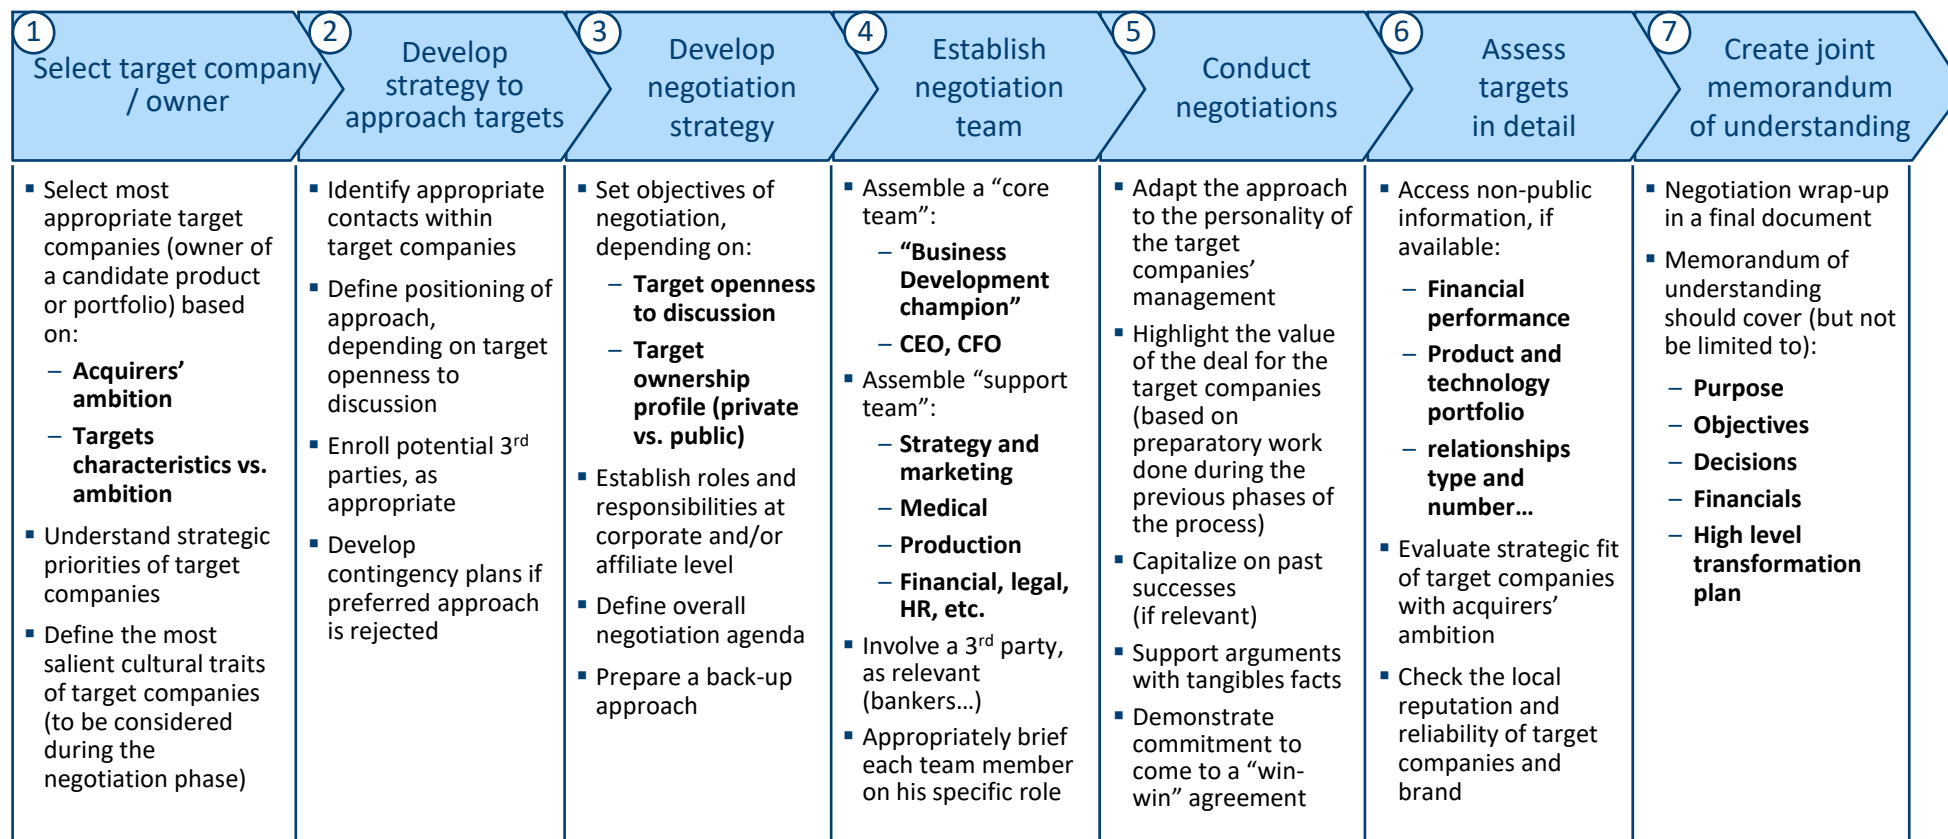 1
Select target company
/ owner
2
Develop
strategy to
approach targets
3
Develop
negotiation
strategy
4
Establish
negotiation
team
5
Conduct
negotiations
6
Assess
targets
in detail
7
Create joint
memorandum
of understanding
▪ Select most
appropriate target
companies (owner of
a candidate product
or portfolio) based
on:
– Acquirers’
ambition
– Targets
characteristics vs.
ambition
▪ Understand strategic
priorities of target
companies
▪ Define the most
salient cultural traits
of target companies
(to be considered
during the
negotiation phase)
▪ Identify appropriate
contacts within
target companies
▪ Define positioning of
approach,
depending on target
openness to
discussion
▪ Enroll potential 3rd
parties, as
appropriate
▪ Develop
contingency plans if
preferred approach
is rejected
▪ Set objectives of
negotiation,
depending on:
– Target openness
to discussion
– Target
ownership
profile (private
vs. public)
▪ Establish roles and
responsibilities at
corporate and/or
affiliate level
▪ Define overall
negotiation agenda
▪ Prepare a back-up
approach
▪ Assemble a “core
team”:
– “Business
Development
champion”
– CEO, CFO
▪ Assemble “support
team”:
– Strategy and
marketing
– Medical
– Production
– Financial, legal,
HR, etc.
▪ Involve a 3rd party,
as relevant
(bankers…)
▪ Appropriately brief
each team member
on his specific role
▪ Adapt the approach
to the personality of
the target
companies’
management
▪ Highlight the value
of the deal for the
target companies
(based on
preparatory work
done during the
previous phases of
the process)
▪ Capitalize on past
successes
(if relevant)
▪ Support arguments
with tangibles facts
▪ Demonstrate
commitment to
come to a “win-
win” agreement
▪ Access non-public
information, if
available:
– Financial
performance
– Product and
technology
portfolio
– relationships
type and
number…
▪ Evaluate strategic fit
of target companies
with acquirers’
ambition
▪ Check the local
reputation and
reliability of target
companies and
brand
▪ Negotiation wrap-up
in a final document
▪ Memorandum of
understanding
should cover (but not
be limited to):
– Purpose
– Objectives
– Decisions
– Financials
– High level
transformation
plan